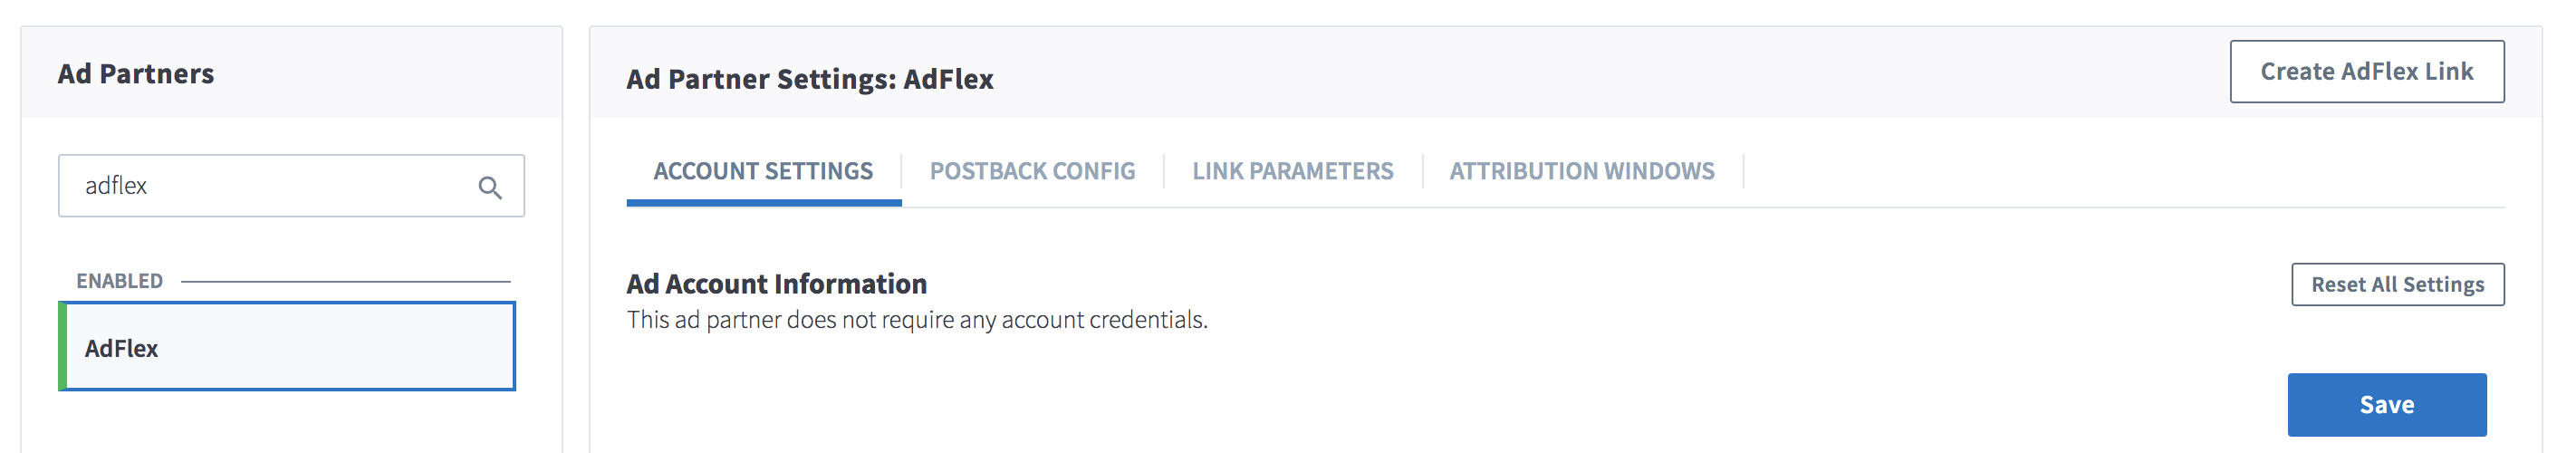 Ad Partners
adflex
ENABLED
AdFlex
Ad Partner Settings: AdFlex
Create AdFlex Link
ACCOUNT SETTINGS
POSTBACK CONFIG
LINK PARAMETERS
ATTRIBUTION WINDOWS
Ad Account Information
Reset All Settings
This ad partner does not require any account credentials.
Save